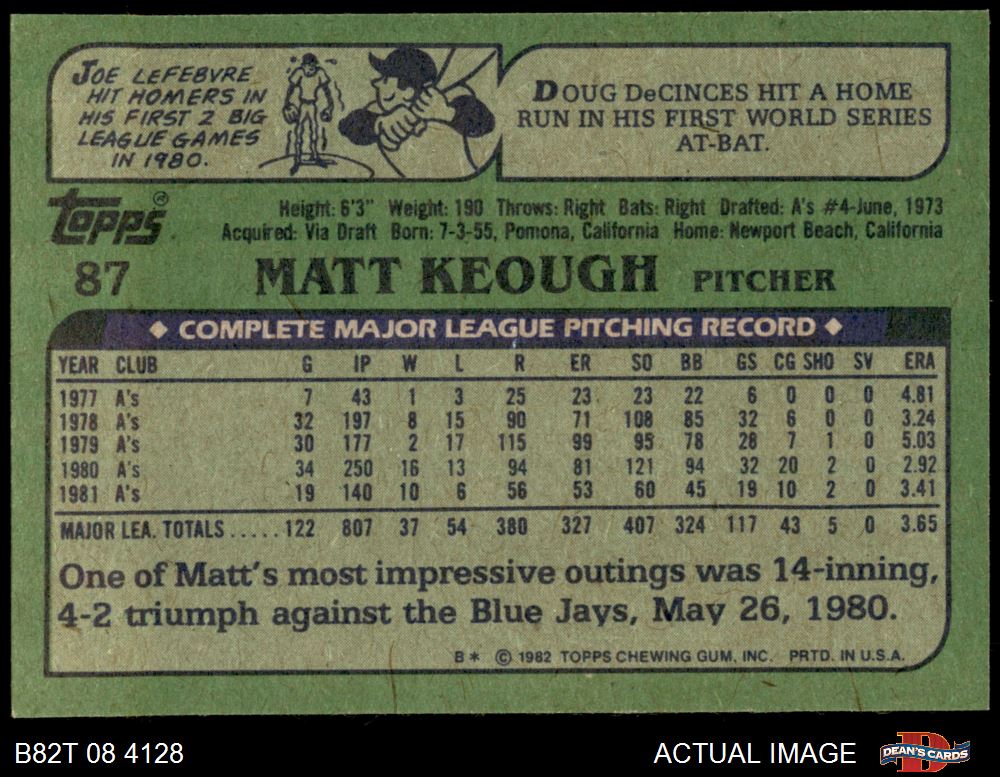 JOE LEFEBVRE
HIT HOMERS IN
HIS FIRST 2 BIG
LEAGUE GAMES
IN 1980.
DOUG DeCINCES HIT A HOME
RUN IN HIS FIRST WORLD SERIES
AT-BAT.
topps®
Height: 6'3" Weight: 190 Throws: Right Bats: Right Drafted: A's #4-June, 1973
Acquired: Via Draft Born: 7-3-55, Pomona, California Home: Newport Beach, California
87 MATT KEOUGH PITCHER
◆ COMPLETE MAJOR LEAGUE PITCHING RECORD ◆
YEAR CLUB G IP W L R ER SO BB GS CG SHO SV ERA
1977 A's 7 43 1 3 25 23 23 22 6 0 0 0 4.81
1978 A's 32 197 8 15 90 71 108 85 32 6 0 0 3.24
1979 A's 30 177 2 17 115 99 95 78 28 7 1 0 5.03
1980 A's 34 250 16 13 94 81 121 94 32 20 2 0 2.92
1981 A's 19 140 10 6 56 53 60 45 19 10 2 0 3.41
MAJOR LEA. TOTALS ..... 122 807 37 54 380 327 407 324 117 43 5 0 3.65
One of Matt's most impressive outings was 14-inning,
4-2 triumph against the Blue Jays, May 26, 1980.
B* © 1982 TOPPS CHEWING GUM, INC. PRTD. IN U.S.A.
B82T 08 4128
ACTUAL IMAGE
DEAN'S CARDS